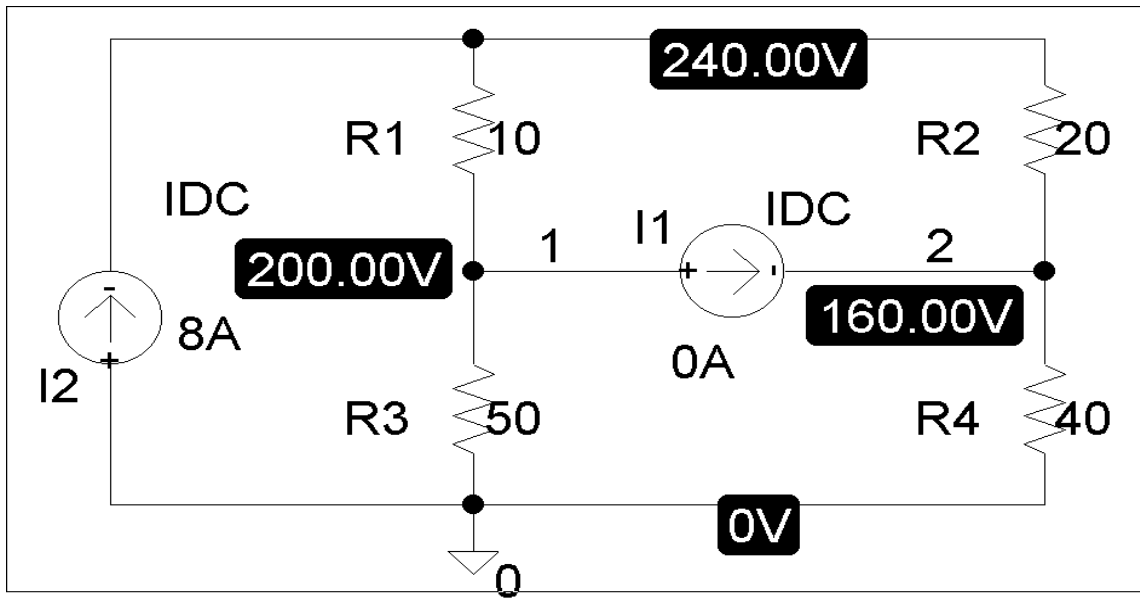 240.00V
R1 10
R2 20
IDC
I1
IDC
1
2
200.00V
-
+ -
160.00V
8A
0A
+
I2
R3 50
R4 40
0V
0